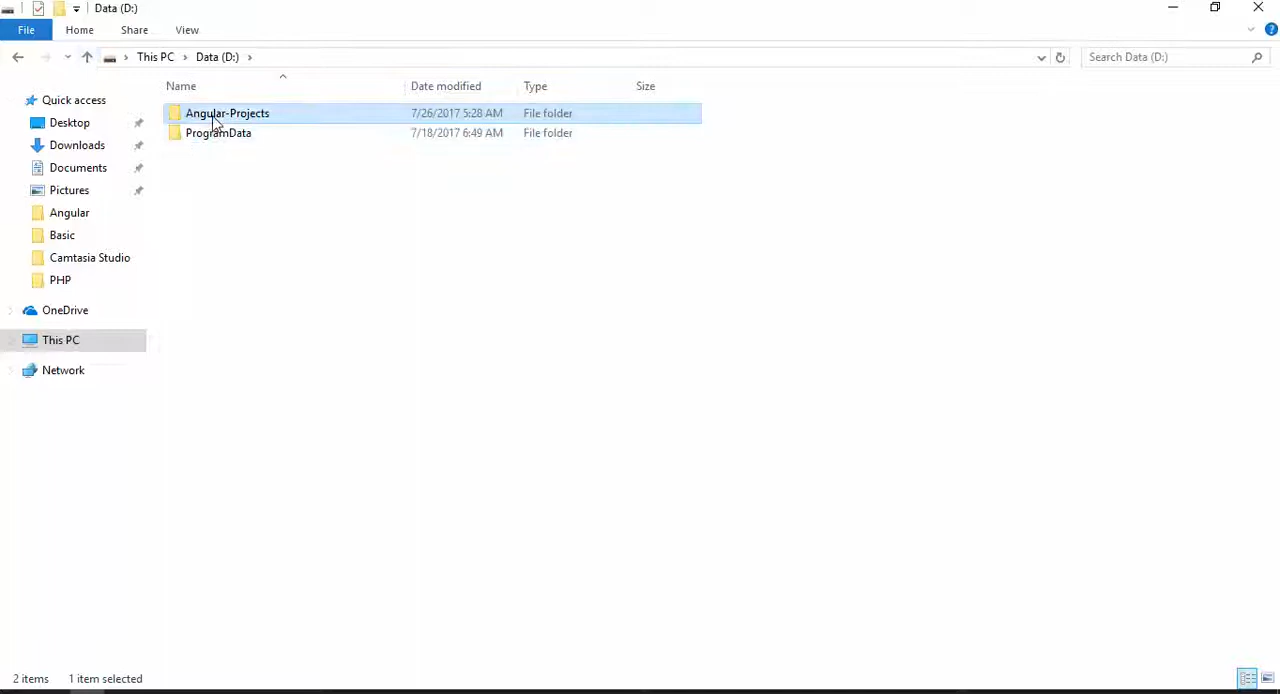 Data (D:)
File Home Share View
This PC Data (D:) Search Data (D:)
Name Date modified Type Size
Quick access
Desktop
Downloads
Documents
Pictures
Angular
Basic
Camtasia Studio
PHP
OneDrive
This PC
Network
Angular-Projects 7/26/2017 5:28 AM File folder
ProgramData 7/18/2017 6:49 AM File folder
2 items 1 item selected